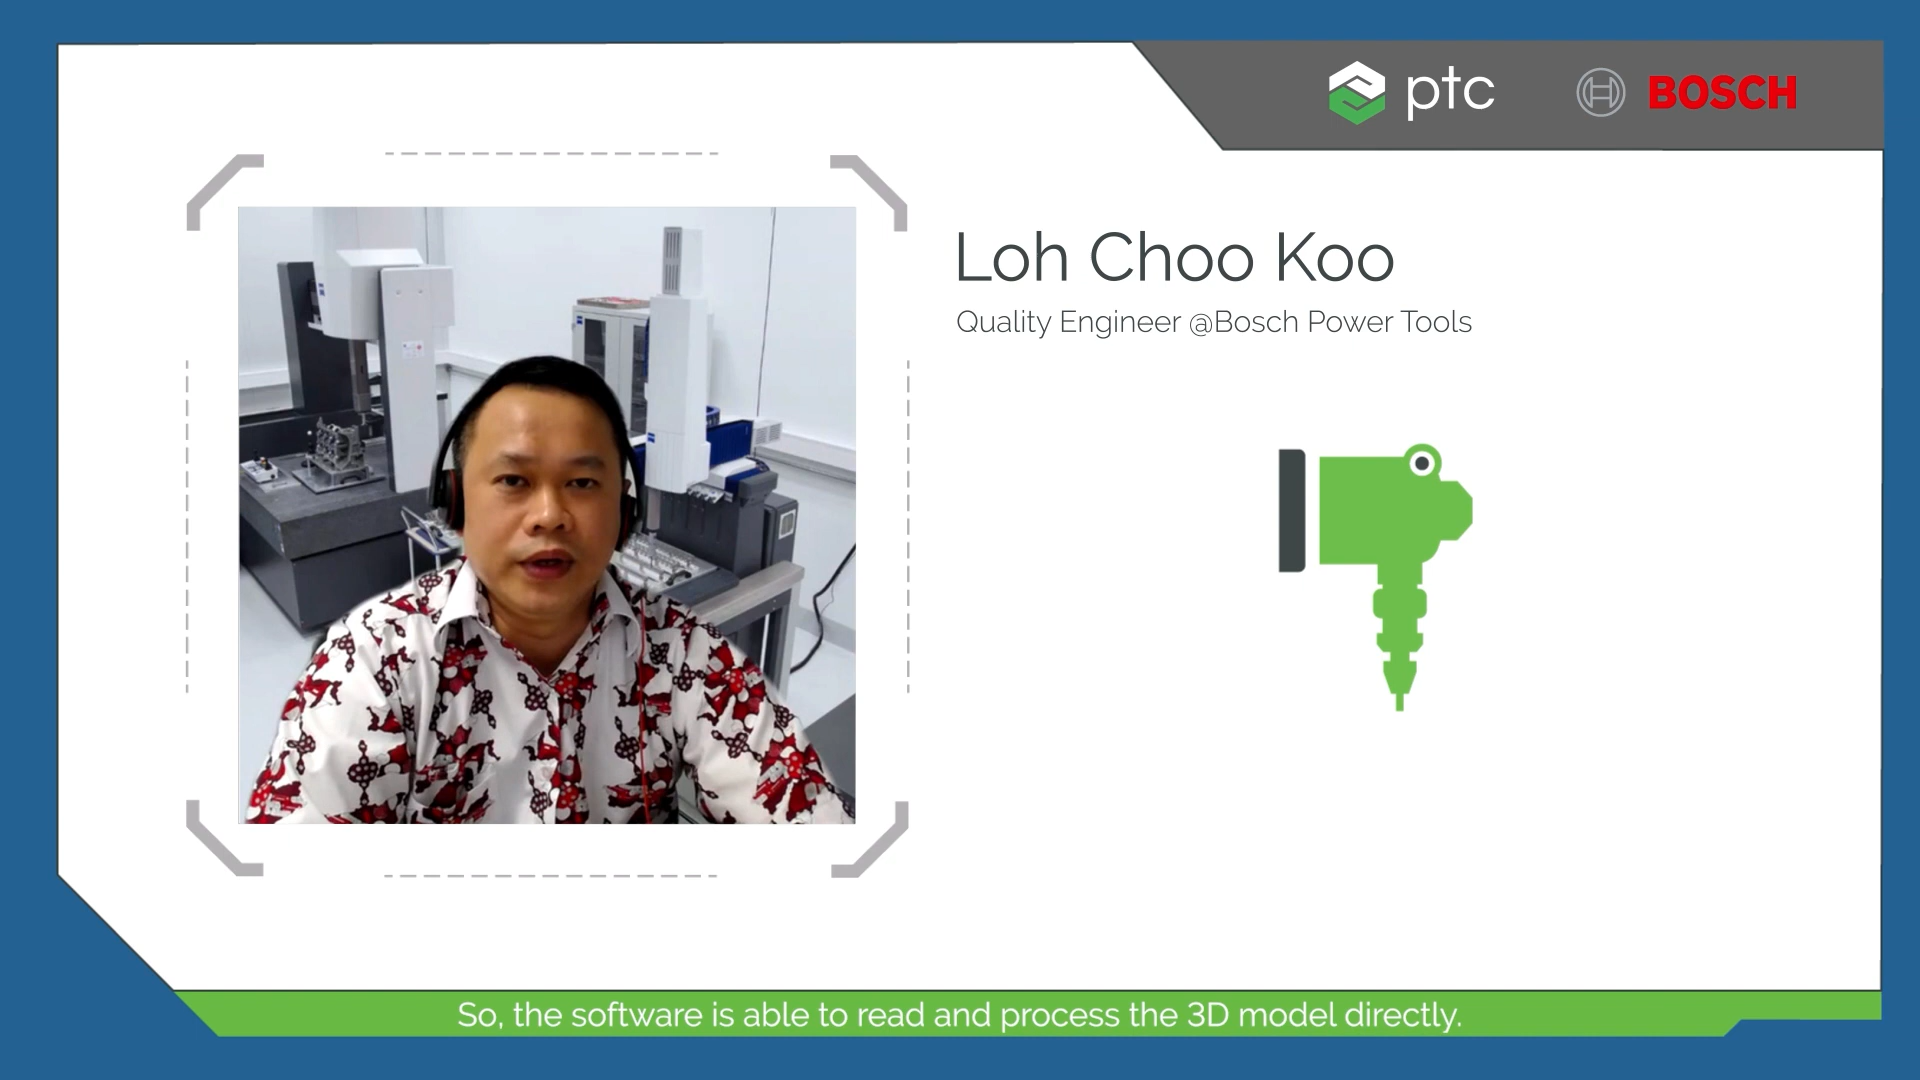 ptc
BOSCH
Loh Choo Koo
Quality Engineer @Bosch Power Tools
So, the software is able to read and process the 3D model directly.